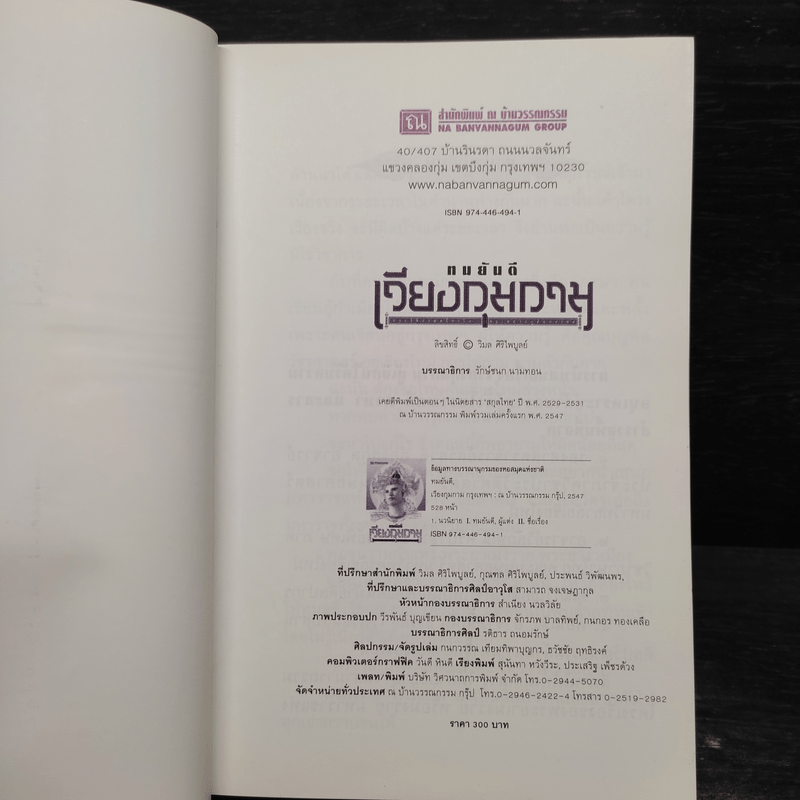 ณ
สำนักพิมพ์ ณ บ้านวรรณกรรม
NA BANVANNAGUM GROUP
40/407 บ้านรินรดา ถนนนวลจันทร์
แขวงคลองกุ่ม เขตบึงกุ่ม กรุงเทพฯ 10230
www.nabanvannagum.com
ISBN 974-446-494-1
ทมยันตี
เวียงกุมกาม
ลิขสิทธิ์ © วิมล ศิริไพบูลย์
บรรณาธิการ รักษ์ชนก นามทอน
เคยตีพิมพ์เป็นตอนๆ ในนิตยสาร 'สกุลไทย' ปี พ.ศ. 2529-2531
ณ บ้านวรรณกรรม พิมพ์รวมเล่มครั้งแรก พ.ศ. 2547
ข้อมูลทางบรรณานุกรมของหอสมุดแห่งชาติ
ทมยันตี,
เวียงกุมกาม กรุงเทพฯ : ณ บ้านวรรณกรรม กรุ๊ป, 2547
528 หน้า
1. นวนิยาย I. ทมยันตี, ผู้แต่ง II. ชื่อเรื่อง
ISBN 974-446-494-1
เวียงกุมกาม
ที่ปรึกษาสำนักพิมพ์ วิมล ศิริไพบูลย์, กุณฑล ศิริไพบูลย์, ประพนธ์ วิพัฒนพร,
ที่ปรึกษาและบรรณาธิการศิลป์อาวุโส สามารถ จงเจษฎากุล
หัวหน้ากองบรรณาธิการ สำเนียง นวลวิลัย
ภาพประกอบปก วีรพันธ์ บุญเขียน กองบรรณาธิการ จักรภพ บาลทิพย์, กนกอร ทองเคลือ
บรรณาธิการศิลป์ รติธาร ถนอมรักษ์
ศิลปกรรม/จัดรูปเล่ม กนกวรรณ เทียมทิพาบุญกร, ธวัชชัย ฤทธิรงค์
คอมพิวเตอร์กราฟฟิค วันดี หินดี เรียงพิมพ์ สุนันทา หวังวีระ, ประเสริฐ เพ็ชรด้วง
เพลท/พิมพ์ บริษัท วิศวนาถการพิมพ์ จำกัด โทร.0-2944-5070
จัดจำหน่ายทั่วประเทศ ณ บ้านวรรณกรรม กรุ๊ป โทร.0-2946-2422-4 โทรสาร 0-2519-2982
ราคา 300 บาท